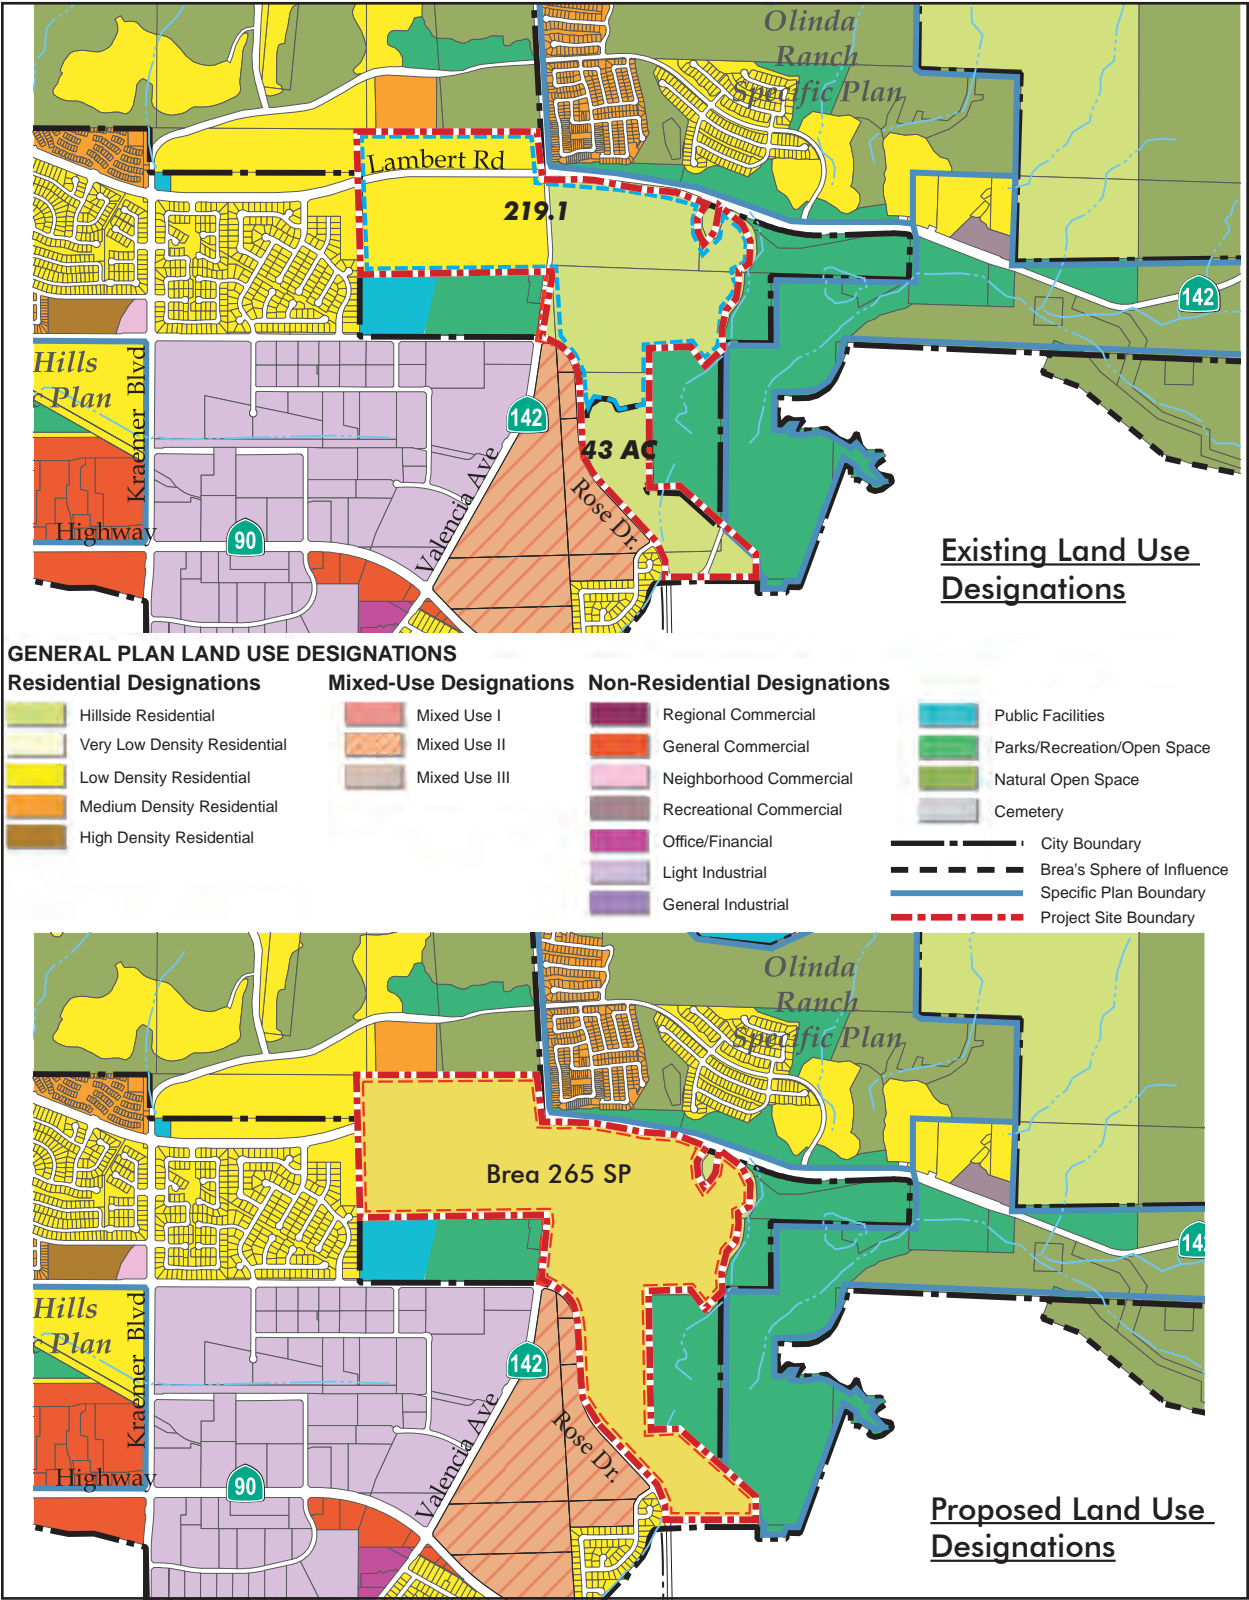 Olinda
Ranch
Specific Plan
Lambert Rd
219.1
142
Hills
c Plan
Kraemer Blvd
142
43 AC
Valencia Ave
Rose Dr.
Highway
90
Existing Land Use
Designations
GENERAL PLAN LAND USE DESIGNATIONS
Residential Designations
Hillside Residential
Very Low Density Residential
Low Density Residential
Medium Density Residential
High Density Residential
Mixed-Use Designations
Mixed Use I
Mixed Use II
Mixed Use III
Non-Residential Designations
Regional Commercial
General Commercial
Neighborhood Commercial
Recreational Commercial
Office/Financial
Light Industrial
General Industrial
Public Facilities
Parks/Recreation/Open Space
Natural Open Space
Cemetery
City Boundary
Brea's Sphere of Influence
Specific Plan Boundary
Project Site Boundary
Olinda
Ranch
Specific Plan
Brea 265 SP
142
Hills
c Plan
Kraemer Blvd
142
Valencia Ave
Rose Dr.
Highway
90
Proposed Land Use
Designations